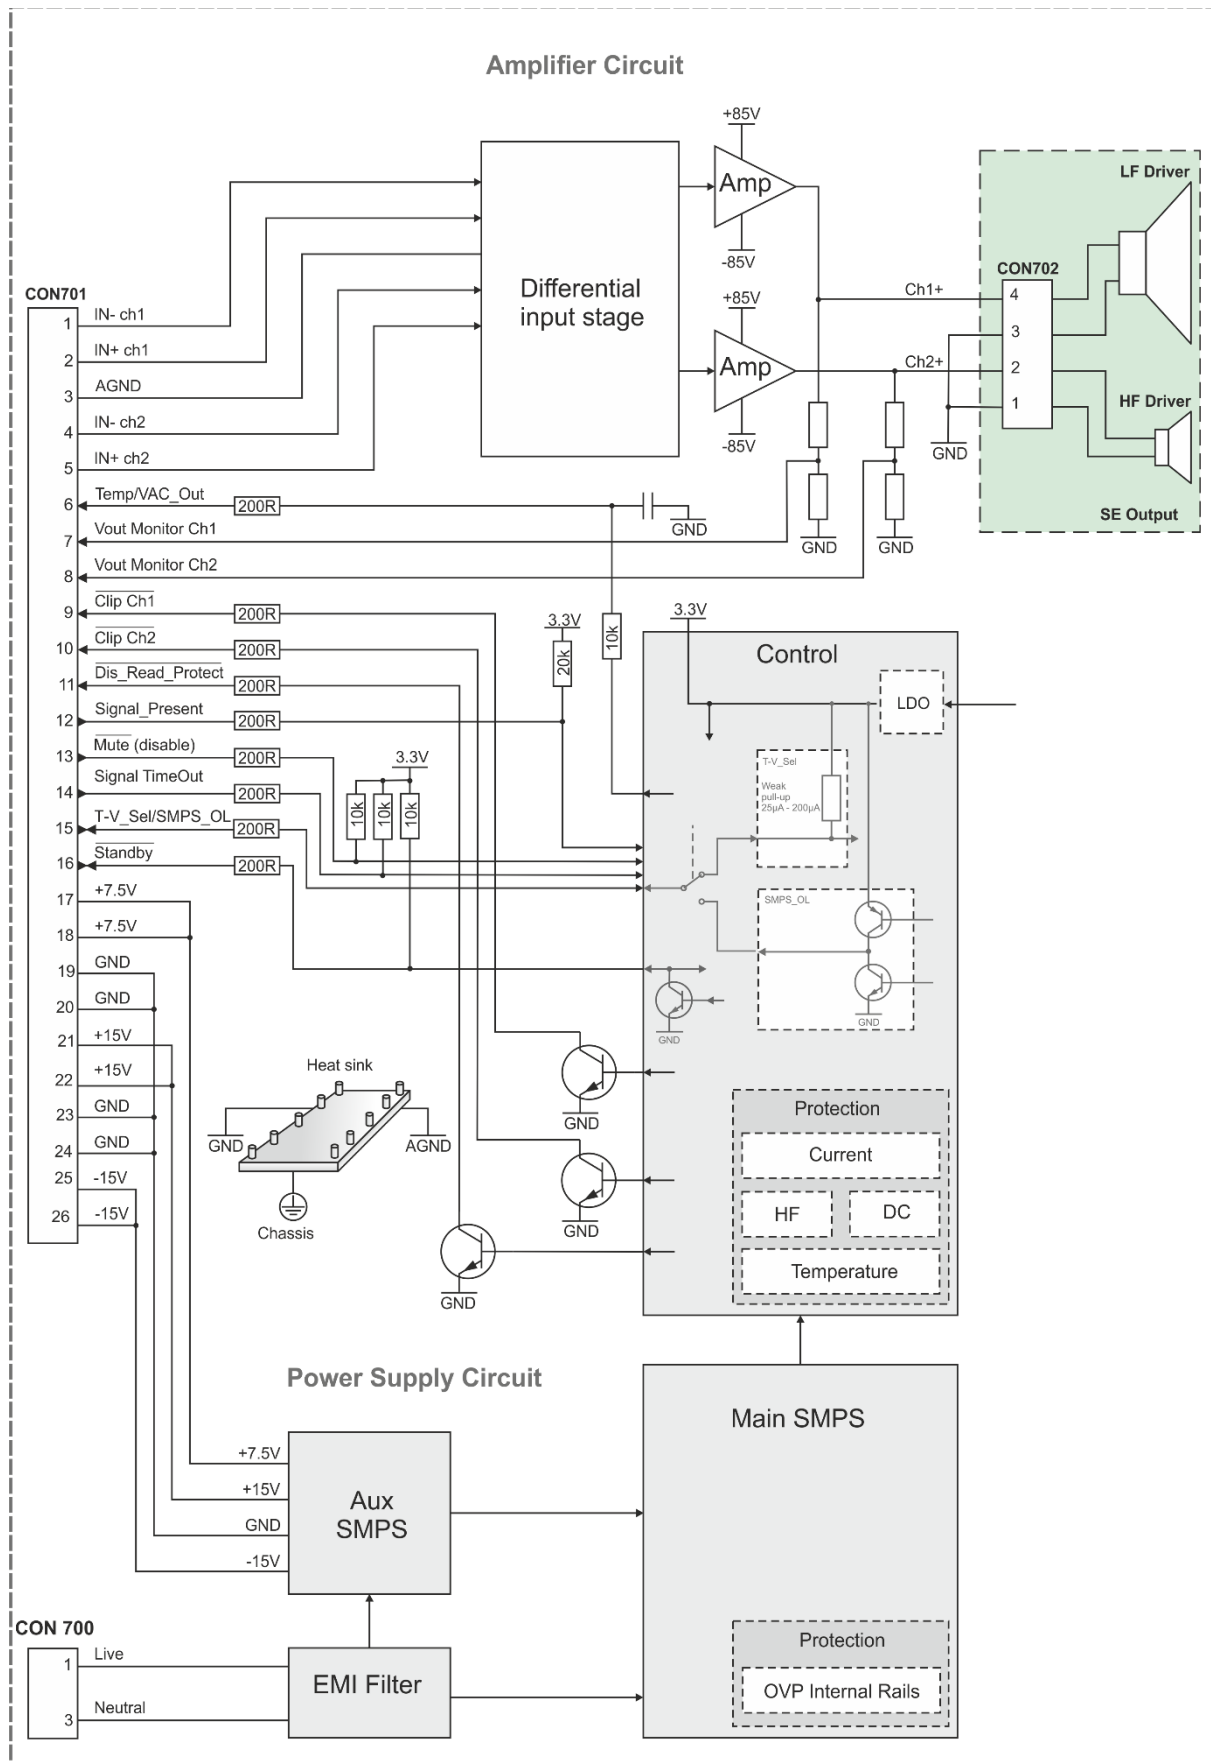 Amplifier Circuit
+85V
Amp
-85V
+85V
Amp
-85V
Differential
input stage
LF Driver
CON702
4
3
2
1
HF Driver
SE Output
Ch1+
Ch2+
GND
GND
GND
GND
CON701
1 IN- ch1
2 IN+ ch1
3 AGND
4 IN- ch2
5 IN+ ch2
6 Temp/VAC_Out 200R
7 Vout Monitor Ch1
8 Vout Monitor Ch2
9 Clip Ch1 200R
10 Clip Ch2 200R
11 Dis_Read_Protect 200R
12 Signal_Present 200R
13 Mute (disable) 200R
14 Signal TimeOut 200R
15 T-V_Sel/SMPS_OL 200R
16 Standby 200R
17 +7.5V
18 +7.5V
19 GND
20 GND
21 +15V
22 +15V
23 GND
24 GND
25 -15V
26 -15V
3.3V
10k
10k
10k
3.3V
20k
10k
3.3V
Control
LDO
T-V_Sel
Weak
pull-up
25µA - 200µA
SMPS_OL
GND
GND
Heat sink
GND
AGND
Chassis
GND
GND
GND
Protection
Current
HF
DC
Temperature
Power Supply Circuit
Main SMPS
+7.5V
+15V
GND
-15V
Aux
SMPS
CON 700
1 Live
3 Neutral
EMI Filter
Protection
OVP Internal Rails